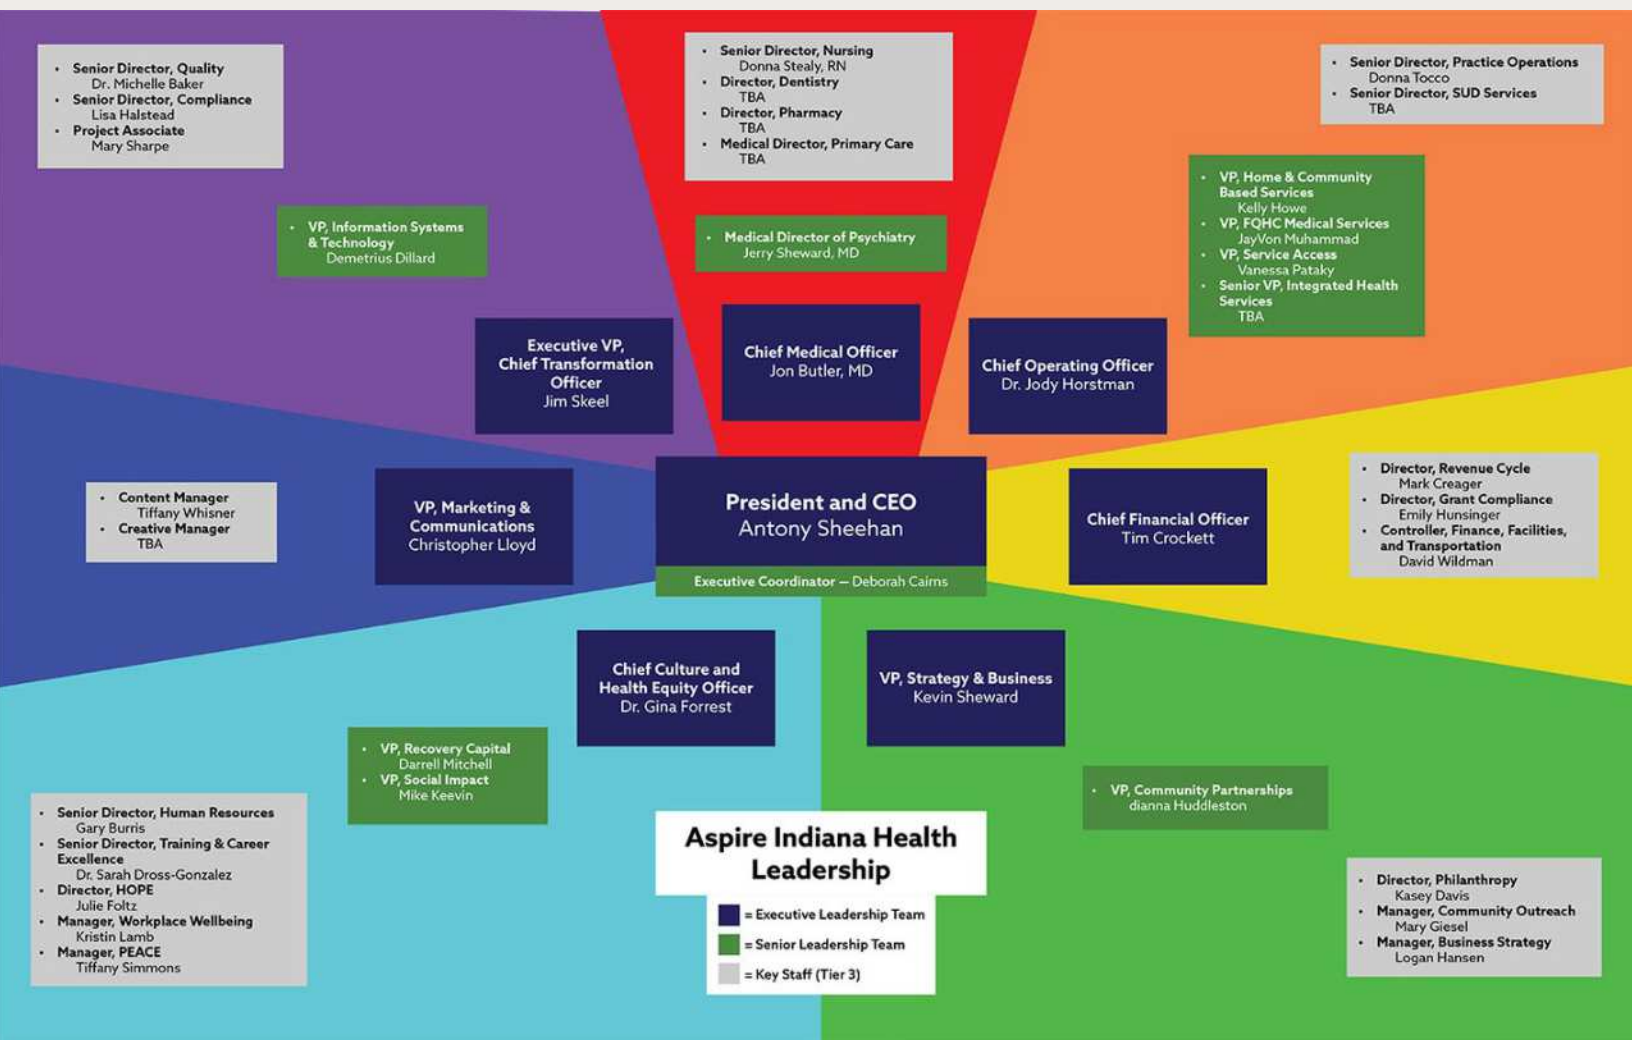 • Senior Director, Quality
Dr. Michelle Baker
• Senior Director, Compliance
Lisa Halstead
• Project Associate
Mary Sharpe
• VP, Information Systems
& Technology
Demetrius Dillard
Executive VP,
Chief Transformation
Officer
Jim Skeel
• Senior Director, Nursing
Donna Stealy, RN
• Director, Dentistry
TBA
• Director, Pharmacy
TBA
• Medical Director, Primary Care
TBA
• Medical Director of Psychiatry
Jerry Sheward, MD
Chief Medical Officer
Jon Butler, MD
• Senior Director, Practice Operations
Donna Tocco
• Senior Director, SUD Services
TBA
• VP, Home & Community
Based Services
Kelly Howe
• VP, FQHC Medical Services
JayVon Muhammad
• VP, Service Access
Vanessa Pataky
• Senior VP, Integrated Health
Services
TBA
Chief Operating Officer
Dr. Jody Horstman
• Content Manager
Tiffany Whisner
• Creative Manager
TBA
VP, Marketing &
Communications
Christopher Lloyd
President and CEO
Antony Sheehan
Executive Coordinator — Deborah Cairns
Chief Financial Officer
Tim Crockett
• Director, Revenue Cycle
Mark Creager
• Director, Grant Compliance
Emily Hunsinger
• Controller, Finance, Facilities,
and Transportation
David Wildman
Chief Culture and
Health Equity Officer
Dr. Gina Forrest
• VP, Recovery Capital
Darrell Mitchell
• VP, Social Impact
Mike Keevin
• Senior Director, Human Resources
Gary Burris
• Senior Director, Training & Career
Excellence
Dr. Sarah Dross-Gonzalez
• Director, HOPE
Julie Foltz
• Manager, Workplace Wellbeing
Kristin Lamb
• Manager, PEACE
Tiffany Simmons
VP, Strategy & Business
Kevin Sheward
• VP, Community Partnerships
dianna Huddleston
• Director, Philanthropy
Kasey Davis
• Manager, Community Outreach
Mary Giesel
• Manager, Business Strategy
Logan Hansen
Aspire Indiana Health
Leadership
= Executive Leadership Team
= Senior Leadership Team
= Key Staff (Tier 3)